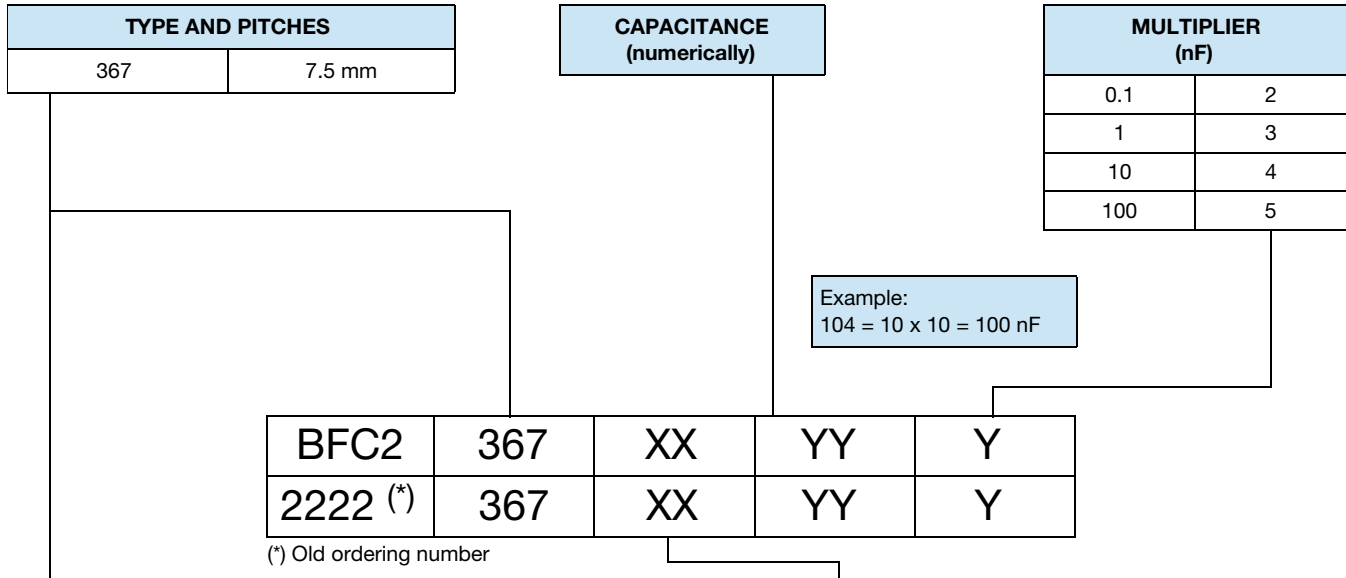 TYPE AND PITCHES
367 7.5 mm
CAPACITANCE
(numerically)
MULTIPLIER
(nF)
0.1 2
1 3
10 4
100 5
Example:
104 = 10 x 10 = 100 nF
BFC2 367 XX YY Y
2222 (*) 367 XX YY Y
(*) Old ordering number